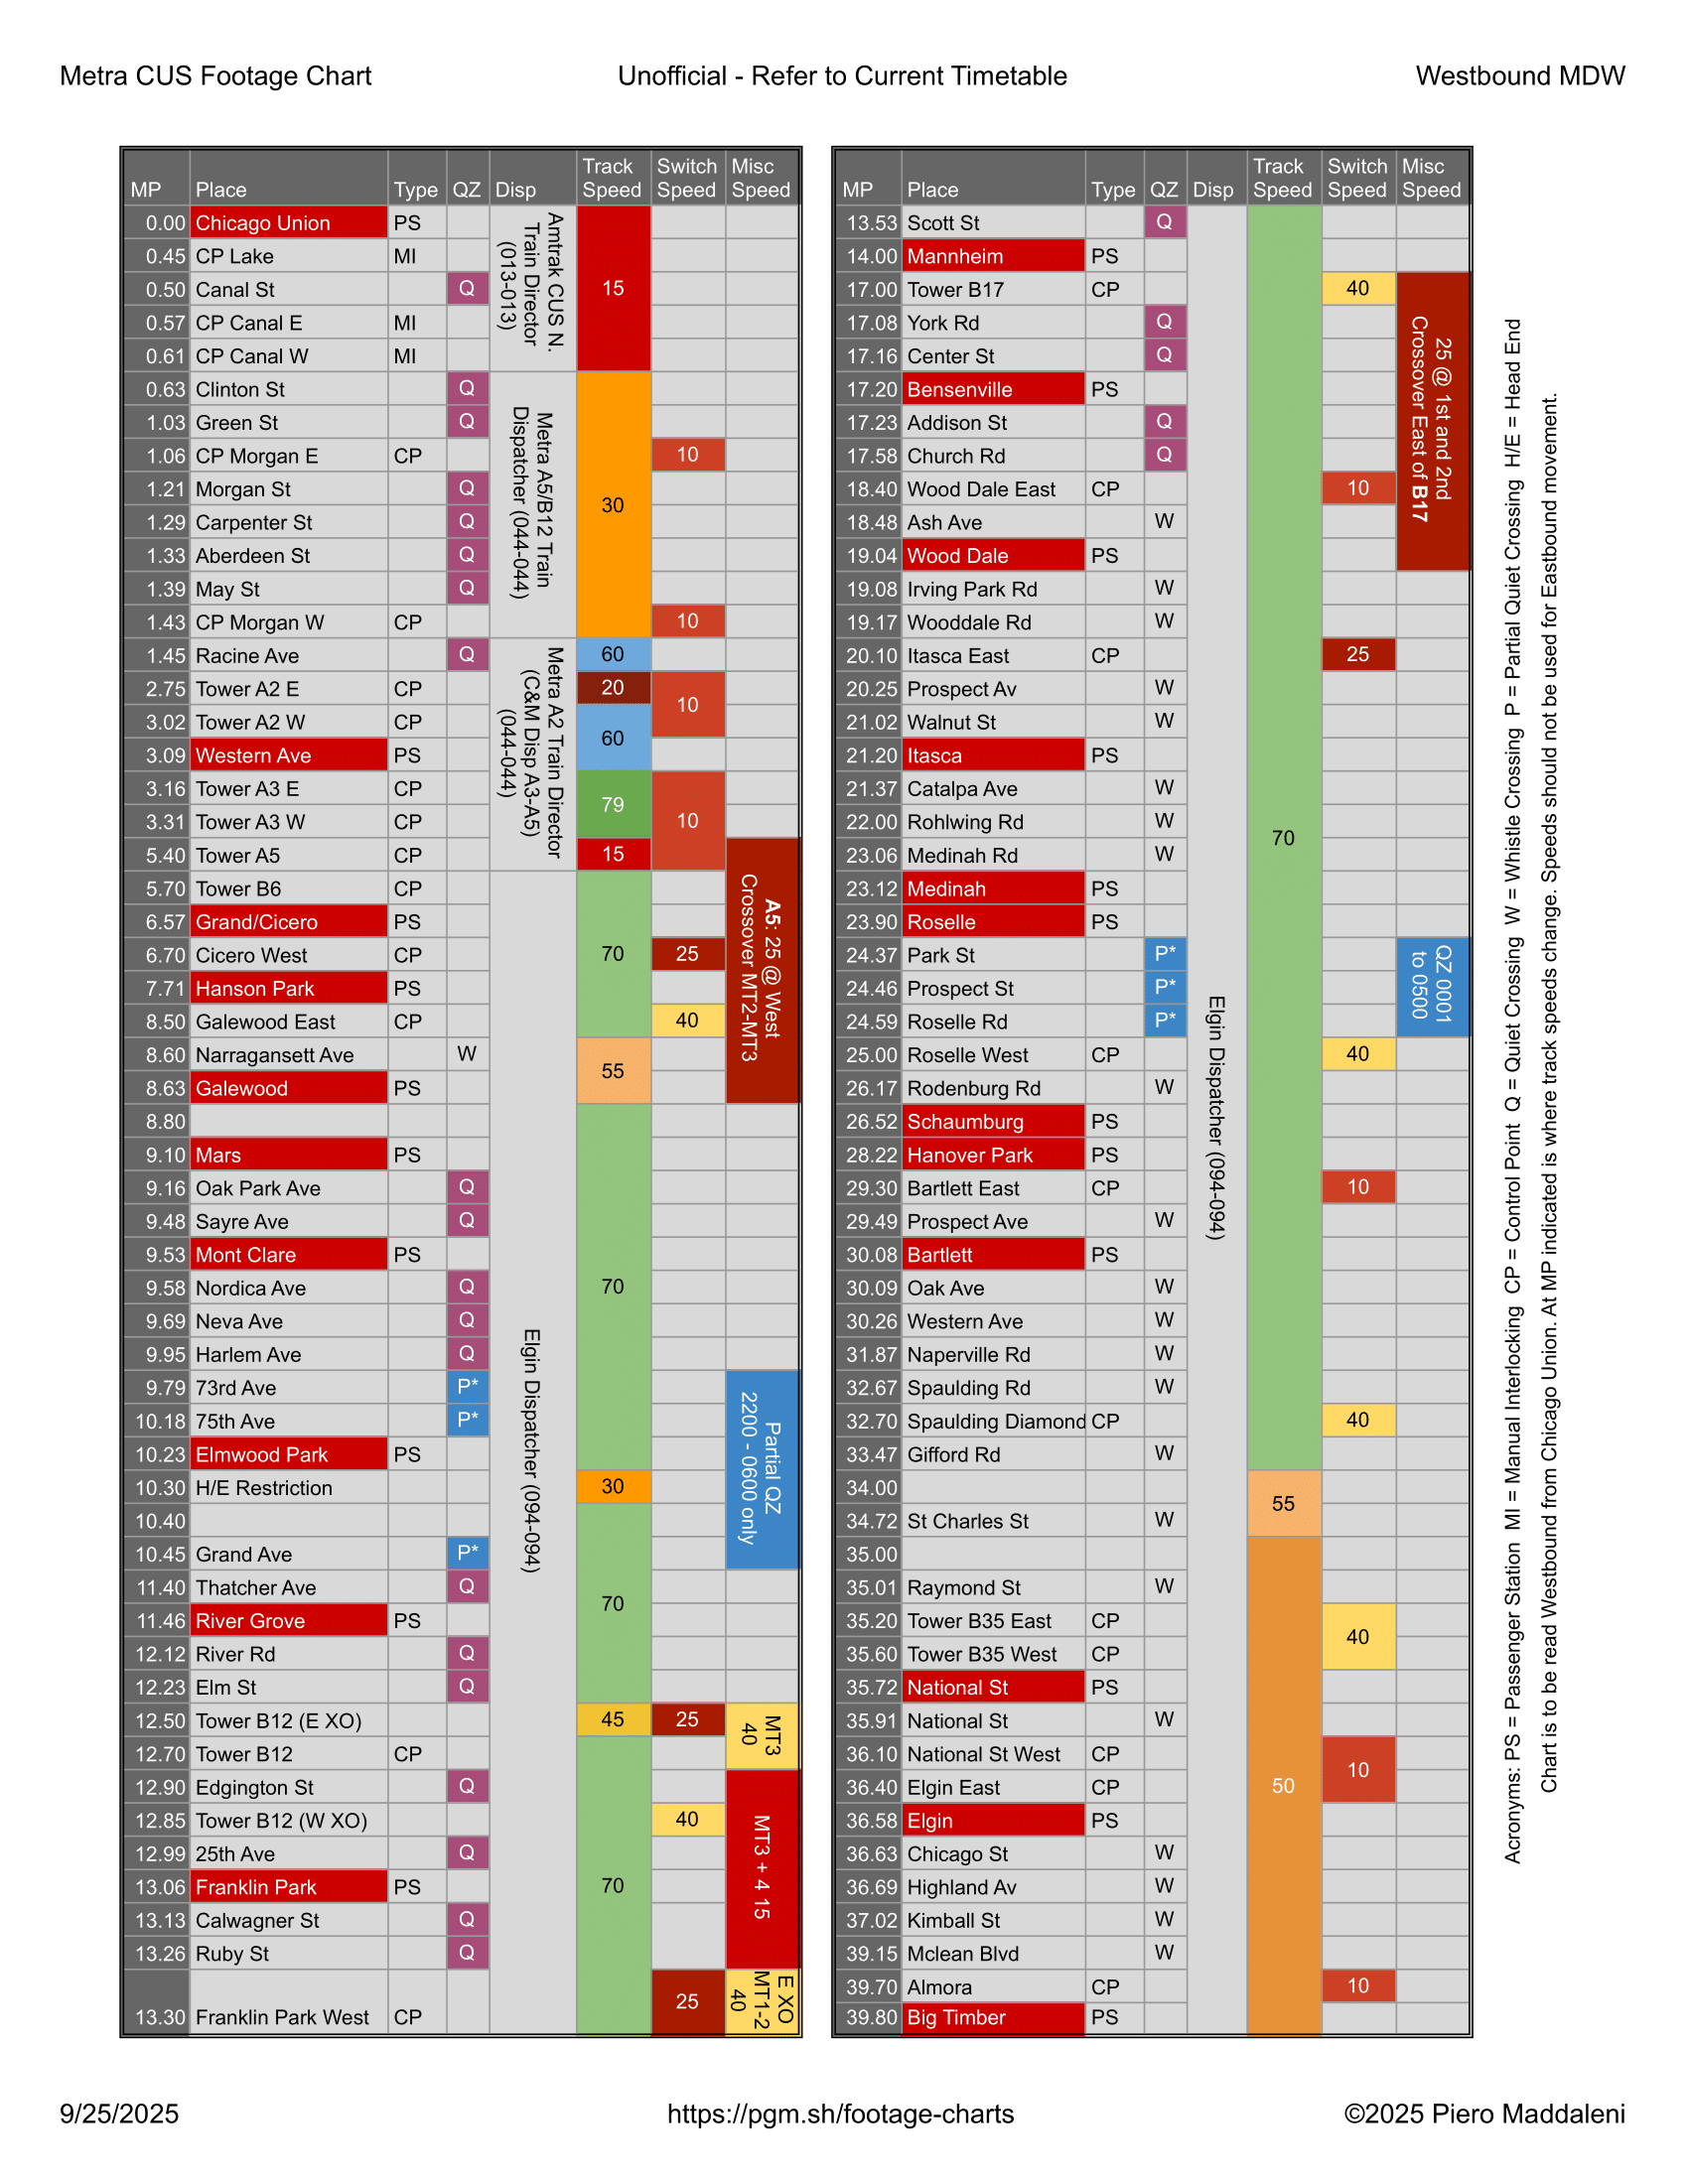 Metra CUS Footage Chart
Unofficial - Refer to Current Timetable
Westbound MDW
MP Place Type QZ Disp Track Speed Switch Speed Misc Speed
0.00 Chicago Union PS
0.45 CP Lake MI
0.50 Canal St Q 15
0.57 CP Canal E MI
0.61 CP Canal W MI
Amtrak CUS N.
Train Director
(013-013)
0.63 Clinton St Q
1.03 Green St Q
1.06 CP Morgan E CP 10
1.21 Morgan St Q
1.29 Carpenter St Q
30
1.33 Aberdeen St Q
1.39 May St Q
1.43 CP Morgan W CP 10
Metra A5/B12 Train
Dispatcher (044-044)
1.45 Racine Ave Q 60
2.75 Tower A2 E CP 20
10
3.02 Tower A2 W CP
60
3.09 Western Ave PS
3.16 Tower A3 E CP
79
3.31 Tower A3 W CP 10
5.40 Tower A5 CP 15
Metra A2 Train Director
(C&M Disp A3-A5)
(044-044)
5.70 Tower B6 CP
6.57 Grand/Cicero PS
6.70 Cicero West CP 70 25
7.71 Hanson Park PS
8.50 Galewood East CP 40
8.60 Narragansett Ave W
55
8.63 Galewood PS
A5: 25 @ West
Crossover MT2-MT3
8.80
9.10 Mars PS
9.16 Oak Park Ave Q
9.48 Sayre Ave Q
9.53 Mont Clare PS
9.58 Nordica Ave Q 70
9.69 Neva Ave Q
9.95 Harlem Ave Q
9.79 73rd Ave P*
10.18 75th Ave P*
10.23 Elmwood Park PS
10.30 H/E Restriction 30
10.40
10.45 Grand Ave P*
Partial QZ
2200 - 0600 only
11.40 Thatcher Ave Q
70
11.46 River Grove PS
12.12 River Rd Q
12.23 Elm St Q
12.50 Tower B12 (E XO) 45 25
12.70 Tower B12 CP
MT3
40
12.90 Edgington St Q
12.85 Tower B12 (W XO) 40
12.99 25th Ave Q
13.06 Franklin Park PS 70
13.13 Calwagner St Q
13.26 Ruby St Q
MT3 + 4 15
13.30 Franklin Park West CP 25
E XO
MT1-2
40
Elgin Dispatcher (094-094)
MP Place Type QZ Disp Track Speed Switch Speed Misc Speed
13.53 Scott St Q
14.00 Mannheim PS
17.00 Tower B17 CP 40
17.08 York Rd Q
17.16 Center St Q
17.20 Bensenville PS
17.23 Addison St Q
17.58 Church Rd Q
18.40 Wood Dale East CP 10
18.48 Ash Ave W
19.04 Wood Dale PS
25 @ 1st and 2nd
Crossover East of B17
19.08 Irving Park Rd W
19.17 Wooddale Rd W
20.10 Itasca East CP 25
20.25 Prospect Av W
21.02 Walnut St W
21.20 Itasca PS
21.37 Catalpa Ave W
22.00 Rohlwing Rd W
70
23.06 Medinah Rd W
23.12 Medinah PS
23.90 Roselle PS
24.37 Park St P*
24.46 Prospect St P*
24.59 Roselle Rd P*
QZ 0001
to 0500
25.00 Roselle West CP 40
26.17 Rodenburg Rd W
26.52 Schaumburg PS
28.22 Hanover Park PS
29.30 Bartlett East CP 10
29.49 Prospect Ave W
30.08 Bartlett PS
30.09 Oak Ave W
30.26 Western Ave W
31.87 Naperville Rd W
32.67 Spaulding Rd W
32.70 Spaulding Diamond CP 40
33.47 Gifford Rd W
34.00
55
34.72 St Charles St W
35.00
35.01 Raymond St W
35.20 Tower B35 East CP
40
35.60 Tower B35 West CP
35.72 National St PS
35.91 National St W
36.10 National St West CP
10
36.40 Elgin East CP 50
36.58 Elgin PS
36.63 Chicago St W
36.69 Highland Av W
37.02 Kimball St W
39.15 Mclean Blvd W
39.70 Almora CP 10
39.80 Big Timber PS
Elgin Dispatcher (094-094)
Acronyms: PS = Passenger Station MI = Manual Interlocking CP = Control Point Q = Quiet Crossing W = Whistle Crossing P = Partial Quiet Crossing H/E = Head End
Chart is to be read Westbound from Chicago Union. At MP indicated is where track speeds change. Speeds should not be used for Eastbound movement.
9/25/2025
https://pgm.sh/footage-charts
©2025 Piero Maddaleni